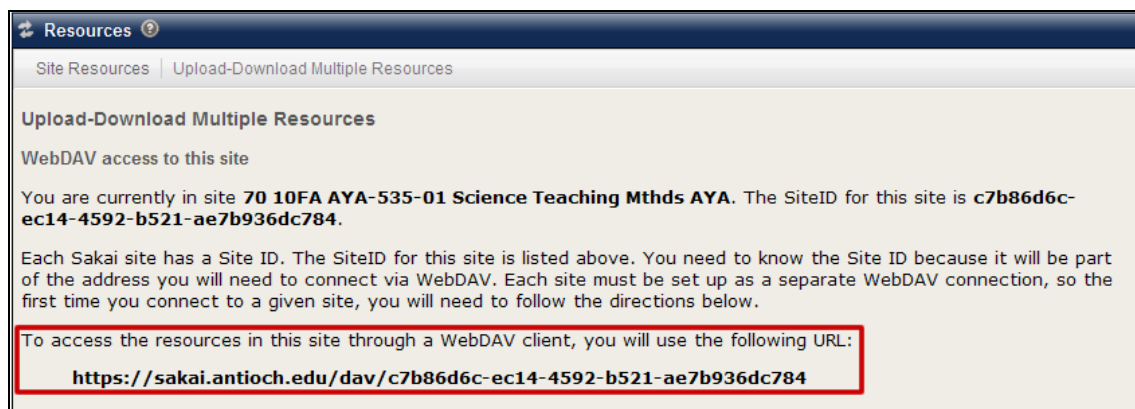 Resources
Site Resources | Upload-Download Multiple Resources
Upload-Download Multiple Resources
WebDAV access to this site
You are currently in site 70 10FA AYA-535-01 Science Teaching Mthds AYA. The SiteID for this site is c7b86d6c-
ec14-4592-b521-ae7b936dc784.
Each Sakai site has a Site ID. The SiteID for this site is listed above. You need to know the Site ID because it will be part
of the address you will need to connect via WebDAV. Each site must be set up as a separate WebDAV connection, so the
first time you connect to a given site, you will need to follow the directions below.
To access the resources in this site through a WebDAV client, you will use the following URL:
https://sakai.antioch.edu/dav/c7b86d6c-ec14-4592-b521-ae7b936dc784